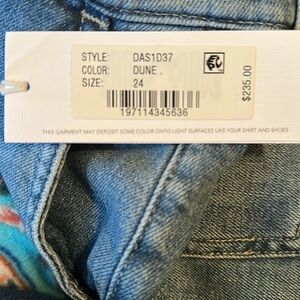 STYLE: DAS1D37
COLOR: DUNE .
SIZE: 24
$235.00
197114345636
THIS GARMENT MAY DEPOSIT SOME COLOR ONTO LIGHT SURFACES LIKE YOUR SHIRT AND SHOES